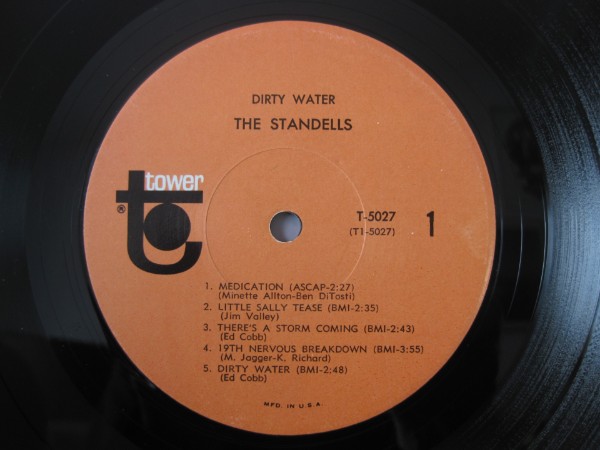 DIRTY WATER
THE STANDELLS
tower
®
T-5027
(T1-5027)
1
1. MEDICATION (ASCAP-2:27)
(Minette Allton-Ben DiTosti)
2. LITTLE SALLY TEASE (BMI-2:35)
(Jim Valley)
3. THERE'S A STORM COMING (BMI-2:43)
(Ed Cobb)
4. 19TH NERVOUS BREAKDOWN (BMI-3:55)
(M. Jagger-K. Richard)
5. DIRTY WATER (BMI-2:48)
(Ed Cobb)
MFD. IN U.S.A.